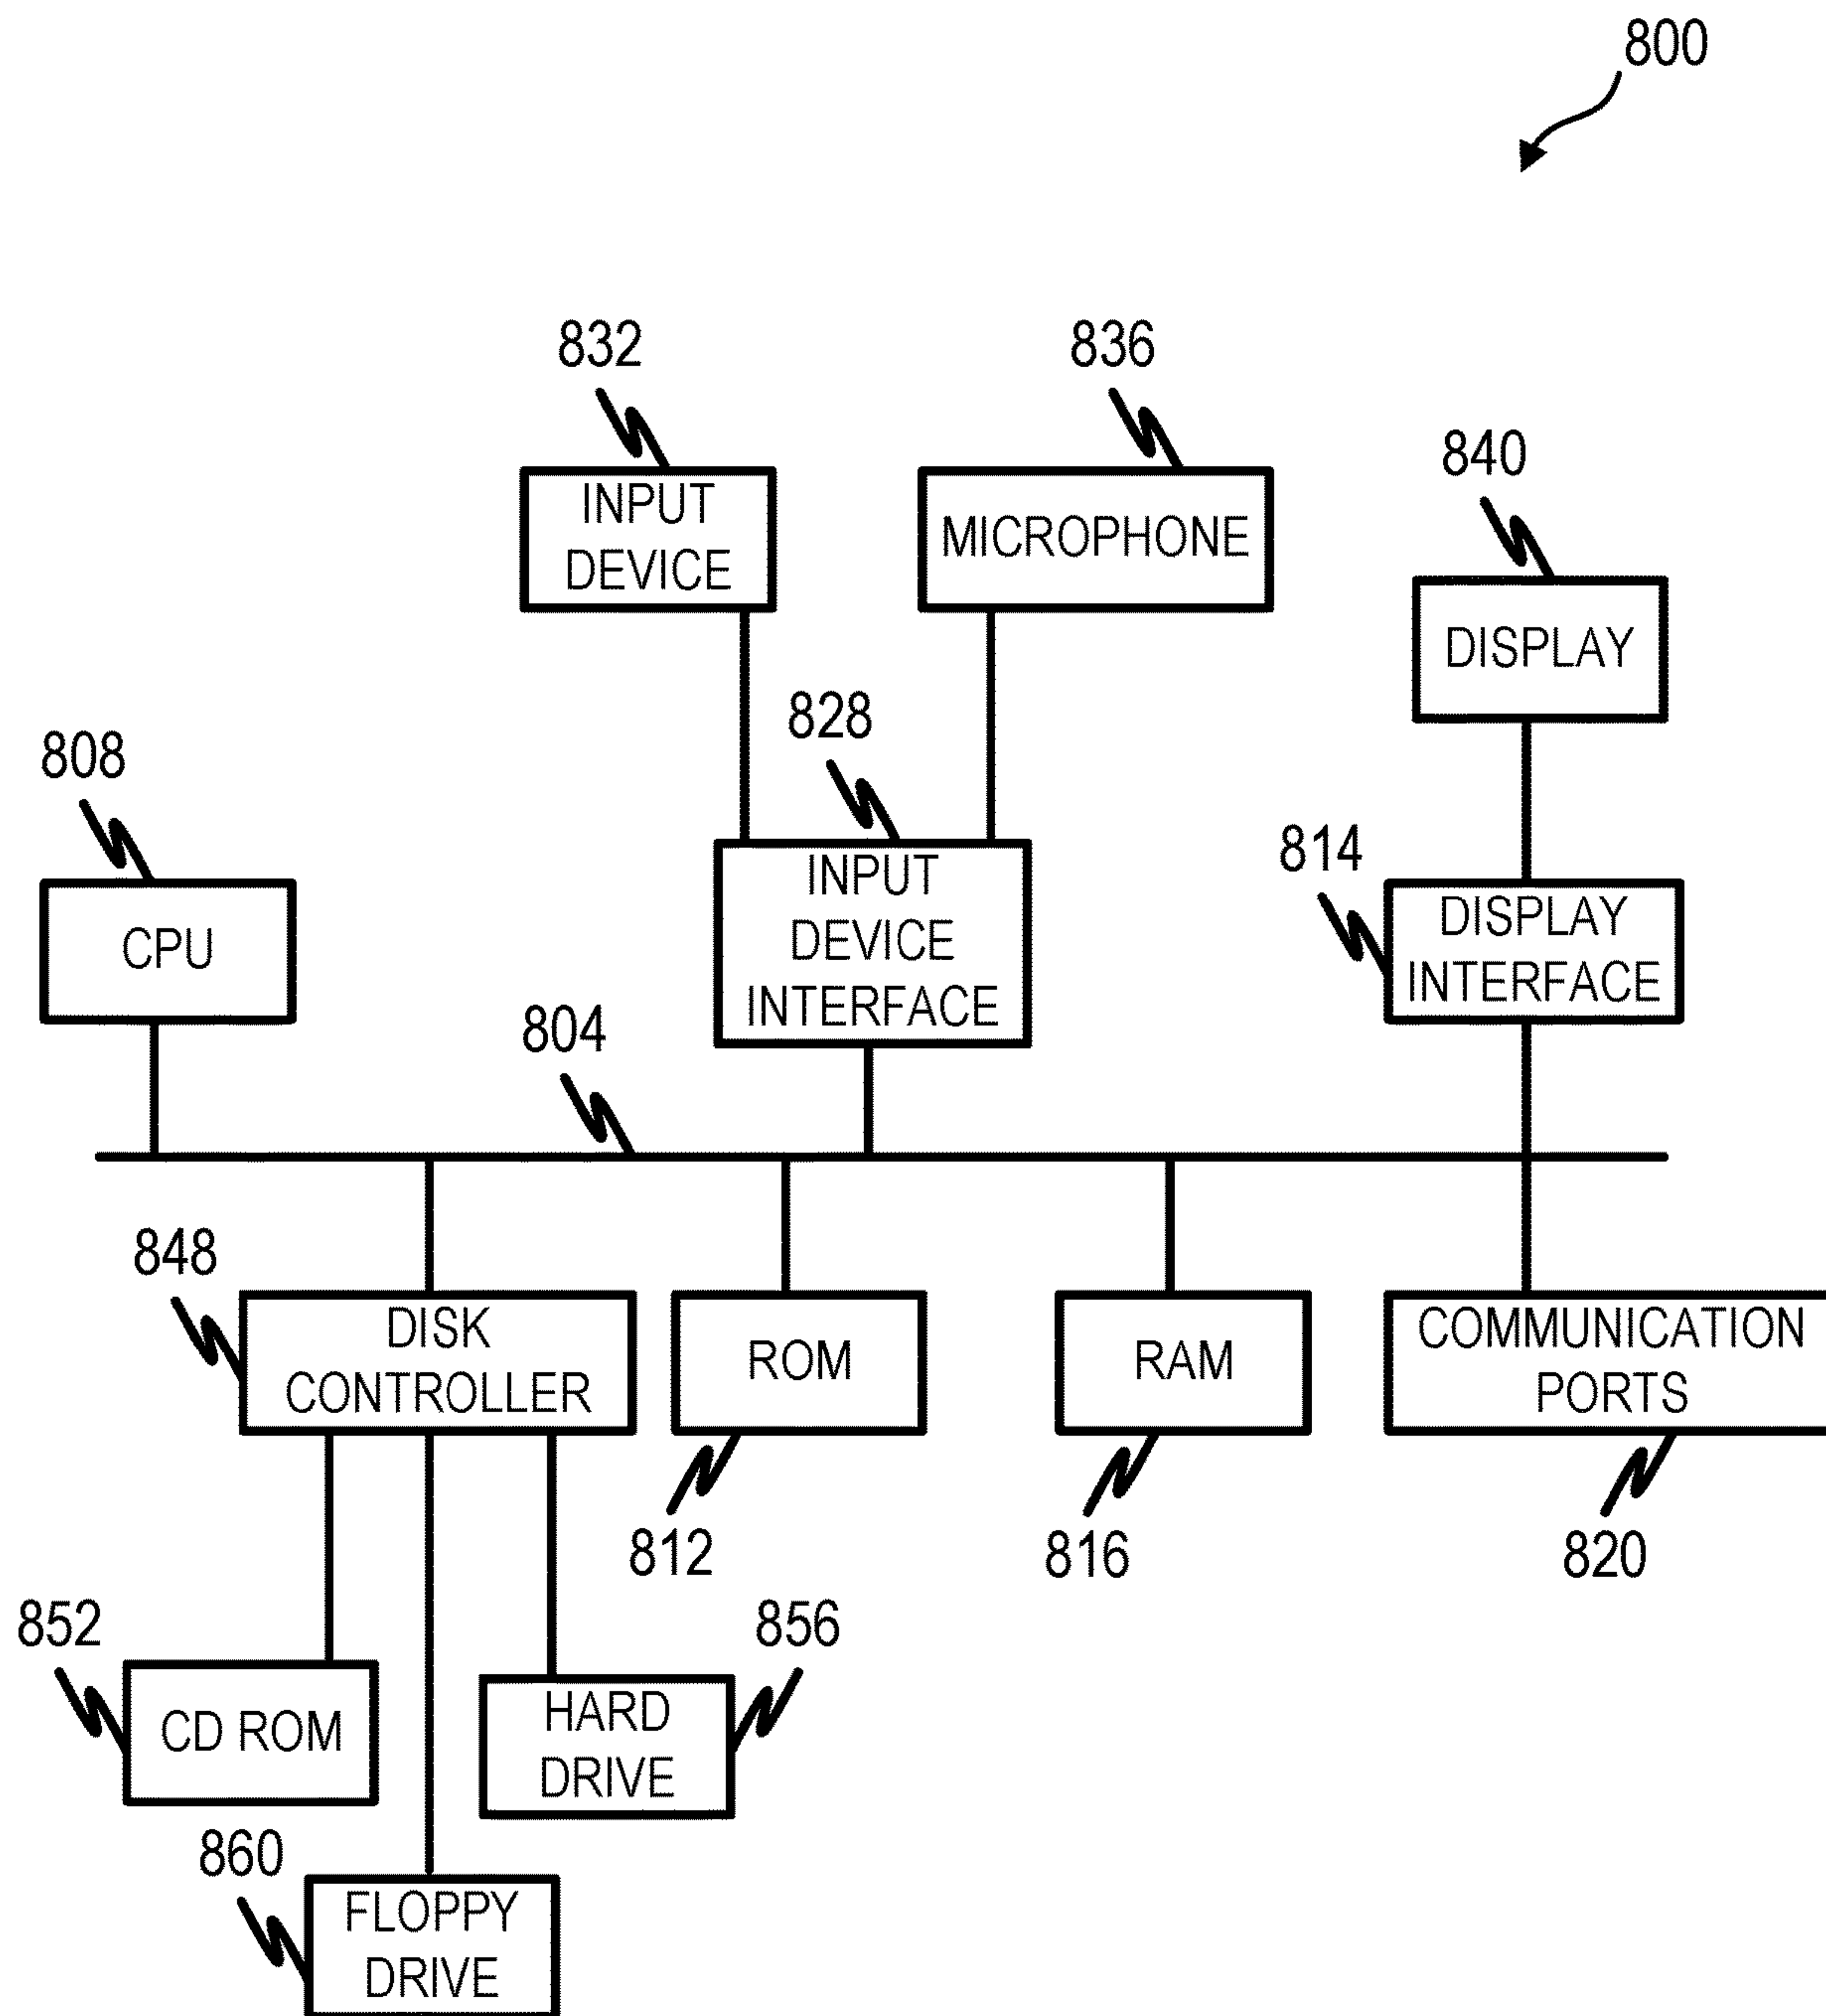 800
832
836
840
INPUT
DEVICE
MICROPHONE
DISPLAY
828
808
814
INPUT
DEVICE
INTERFACE
DISPLAY
INTERFACE
CPU
804
848
DISK
CONTROLLER
ROM
RAM
COMMUNICATION
PORTS
812
816
820
852
856
CD ROM
HARD
DRIVE
860
FLOPPY
DRIVE